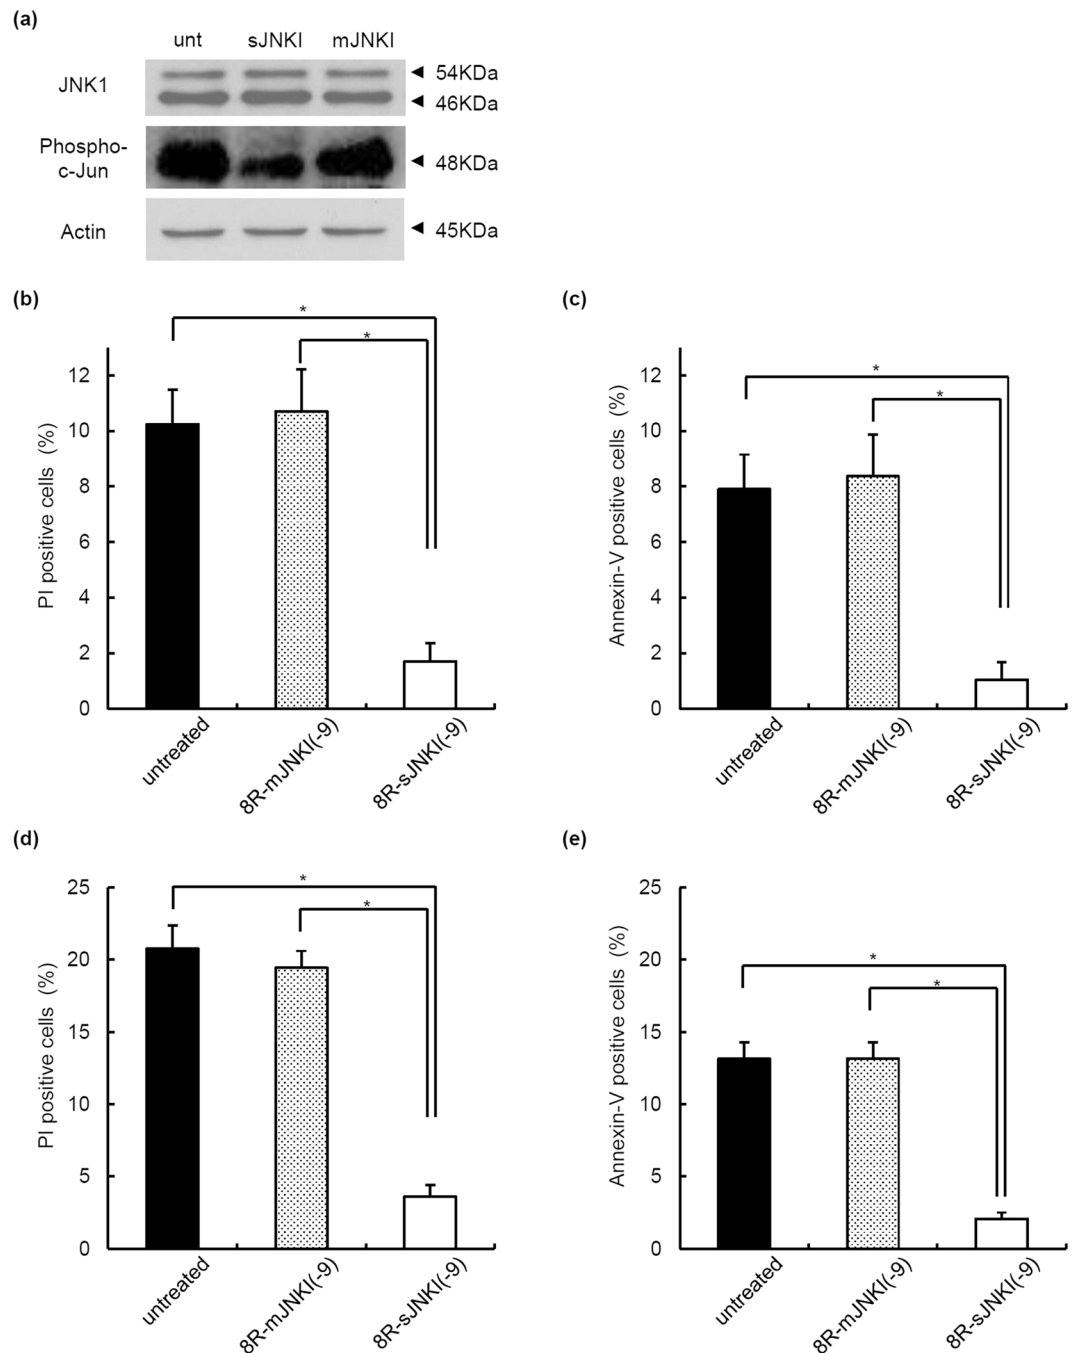 (a)
unt sJNKI mJNKI
JNK1
54KDa
46KDa
Phospho-
c-Jun
48KDa
Actin
45KDa
(b)
*
*
PI positive cells (%)
12
10
8
6
4
2
0
untreated
8R-mJNKI(-9)
8R-sJNKI(-9)
(c)
*
*
Annexin-V positive cells (%)
12
10
8
6
4
2
0
untreated
8R-mJNKI(-9)
8R-sJNKI(-9)
(d)
*
*
PI positive cells (%)
25
20
15
10
5
0
untreated
8R-mJNKI(-9)
8R-sJNKI(-9)
(e)
*
*
Annexin-V positive cells (%)
25
20
15
10
5
0
untreated
8R-mJNKI(-9)
8R-sJNKI(-9)